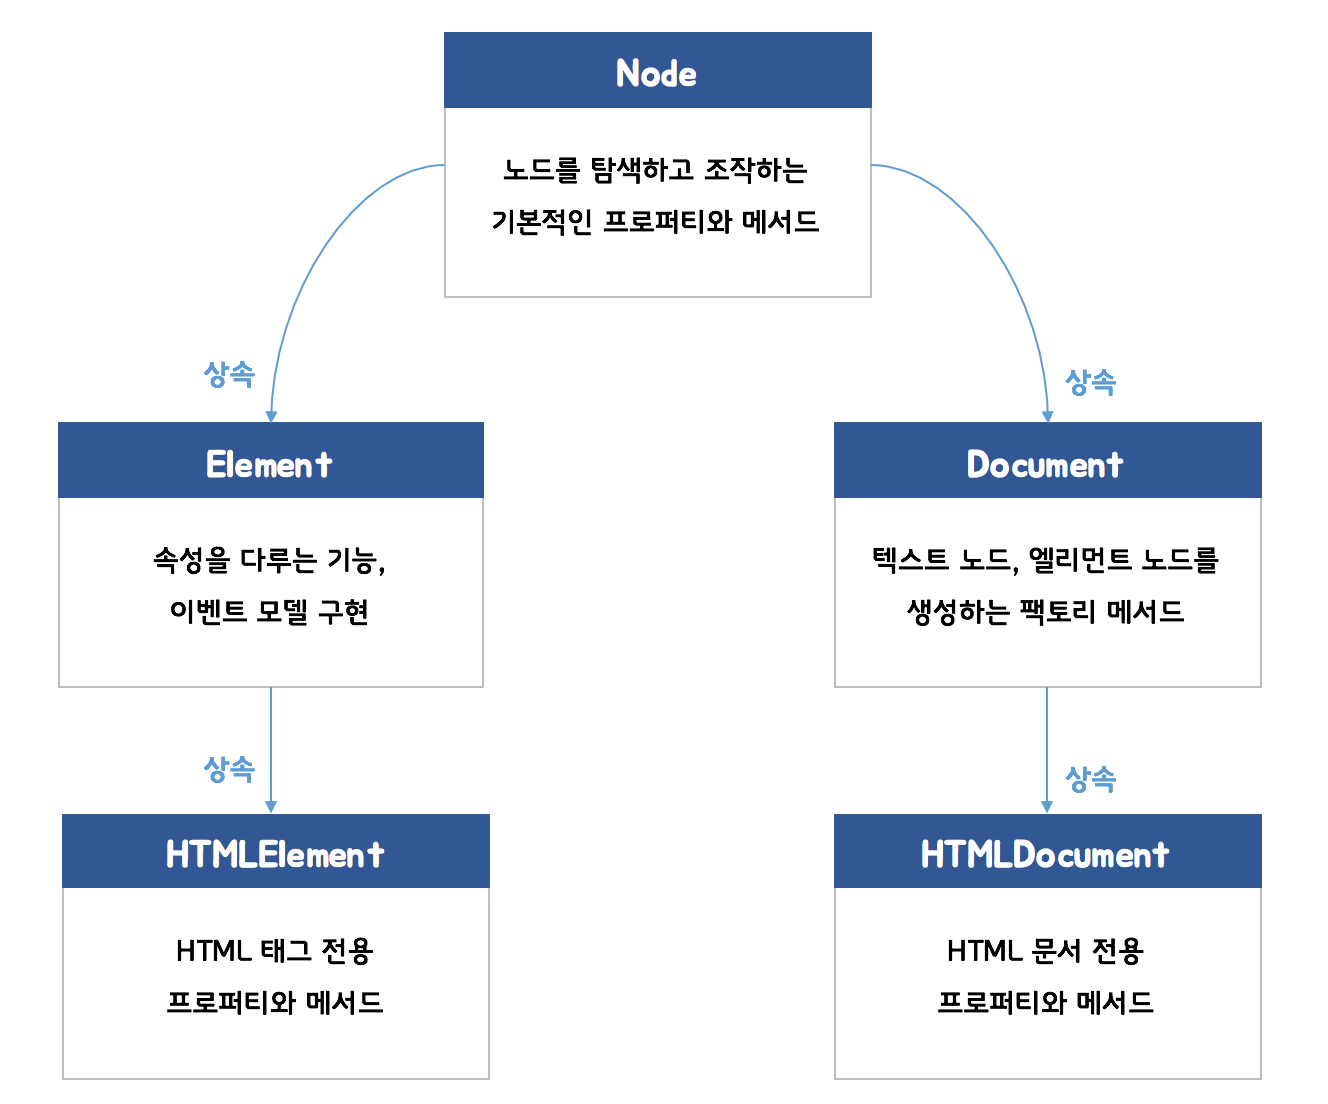 Node
노드를 탐색하고 조작하는
기본적인 프로퍼티와 메서드
상속
상속
Element
속성을 다루는 기능,
이벤트 모델 구현
Document
텍스트 노드, 엘리먼트 노드를
생성하는 팩토리 메서드
상속
상속
HTMLElement
HTML 태그 전용
프로퍼티와 메서드
HTMLDocument
HTML 문서 전용
프로퍼티와 메서드